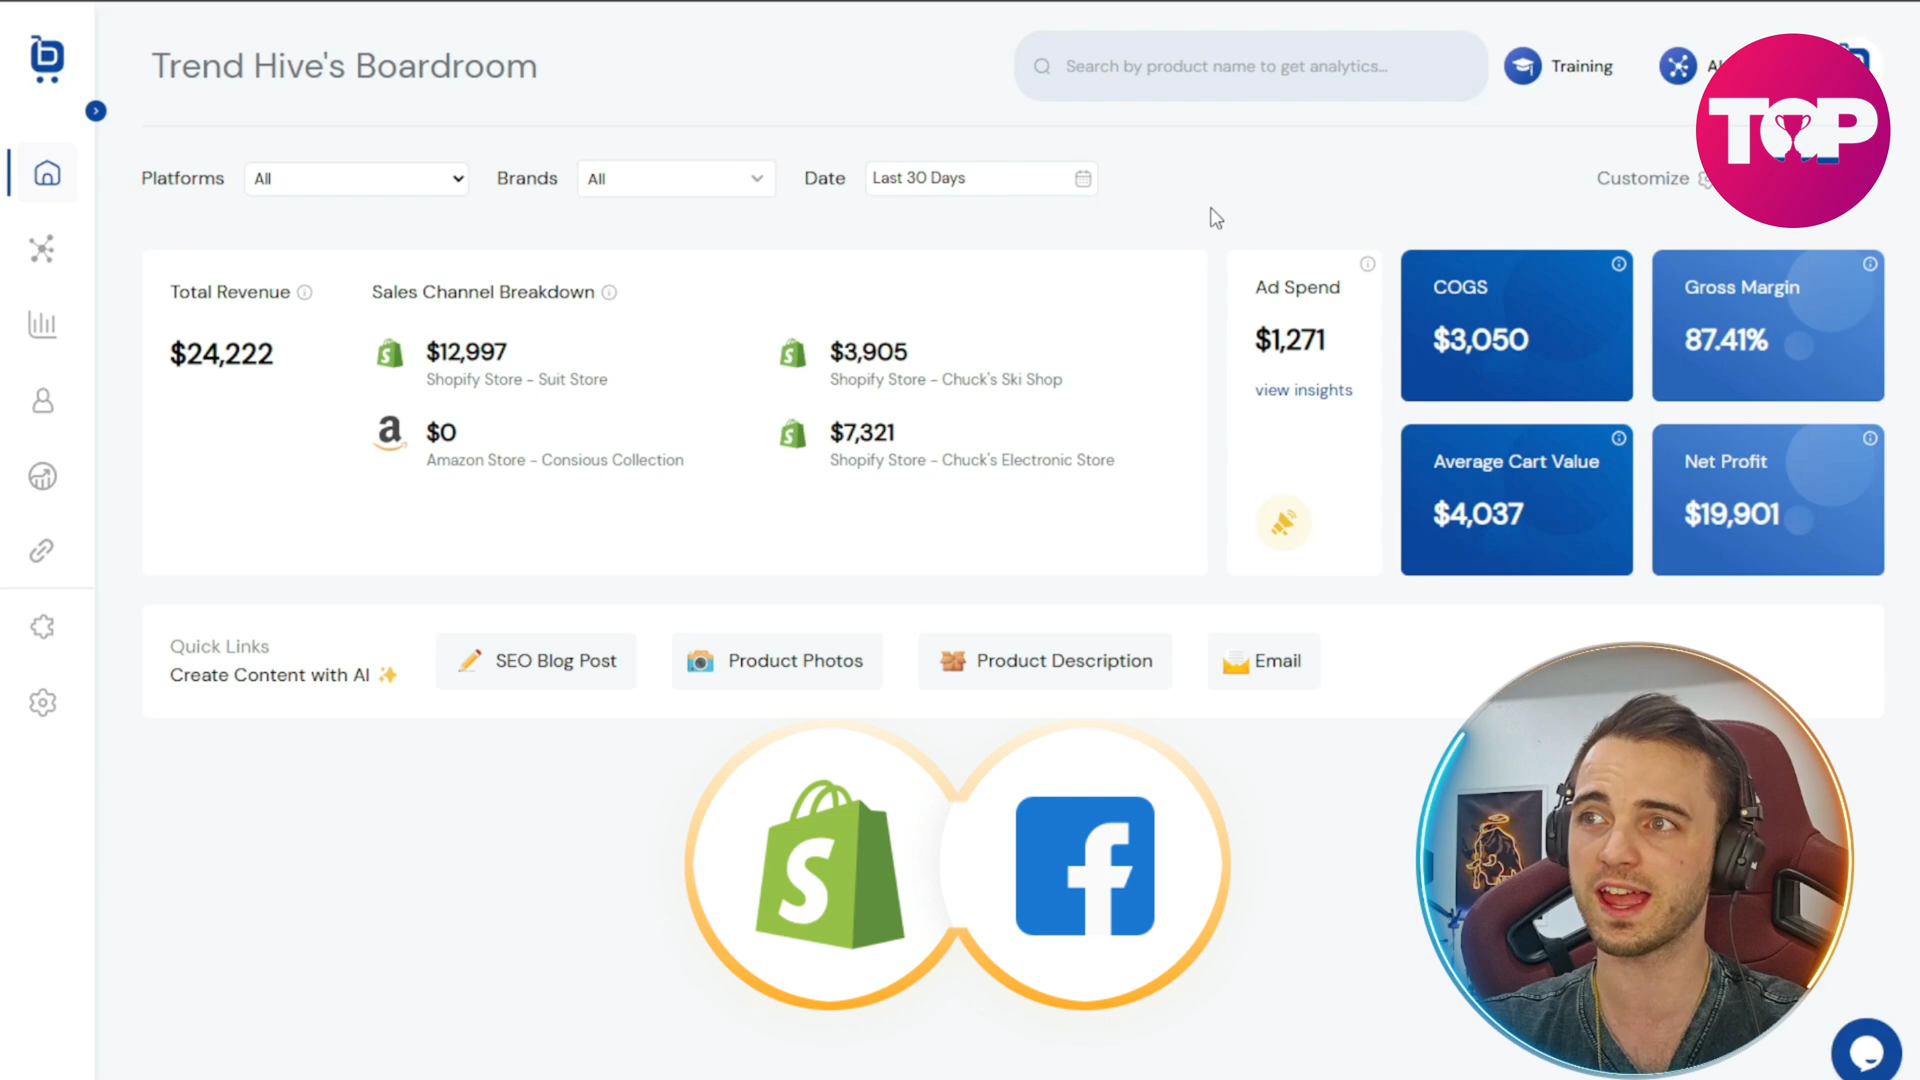 Trend Hive's Boardroom
Search by product name to get analytics...
Training
TOP
Platforms
All
Brands
All
Date
Last 30 Days
Customize
Total Revenue
$24,222
Sales Channel Breakdown
$12,997
Shopify Store - Suit Store
$3,905
Shopify Store - Chuck's Ski Shop
$0
Amazon Store - Consious Collection
$7,321
Shopify Store - Chuck's Electronic Store
Ad Spend
$1,271
view insights
COGS
$3,050
Gross Margin
87.41%
Average Cart Value
$4,037
Net Profit
$19,901
Quick Links
Create Content with AI
SEO Blog Post
Product Photos
Product Description
Email